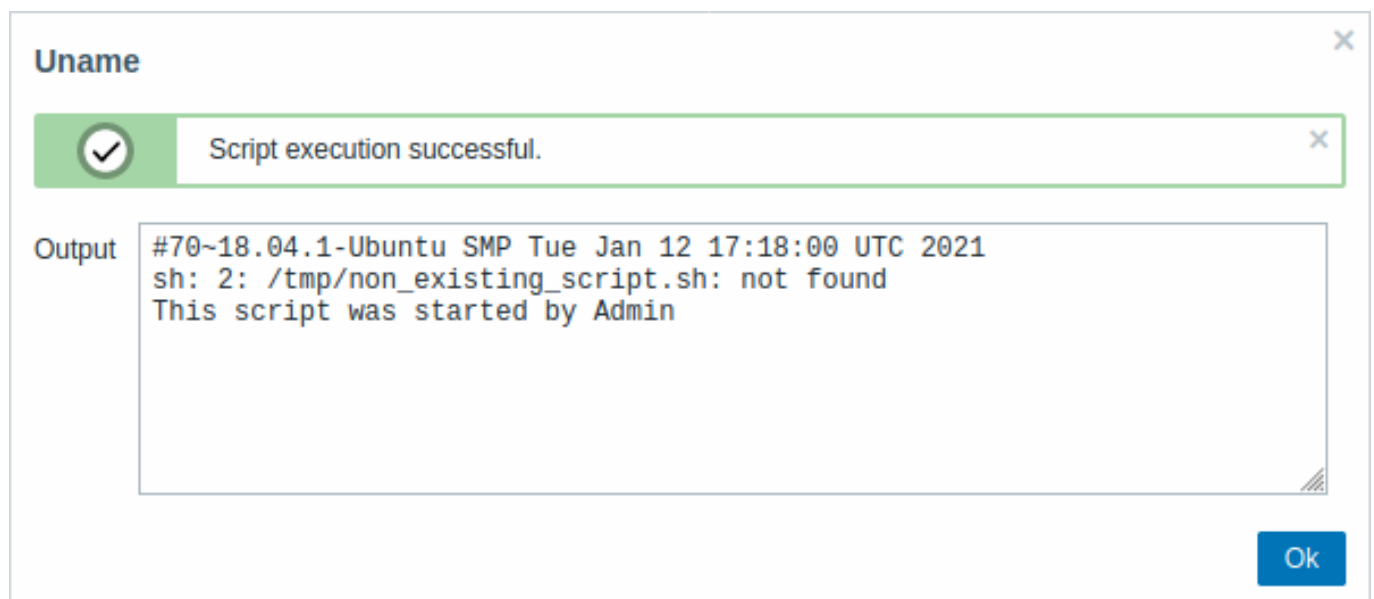 Uname
Script execution successful.
Output
#70~18.04.1-Ubuntu SMP Tue Jan 12 17:18:00 UTC 2021
sh: 2: /tmp/non_existing_script.sh: not found
This script was started by Admin
Ok